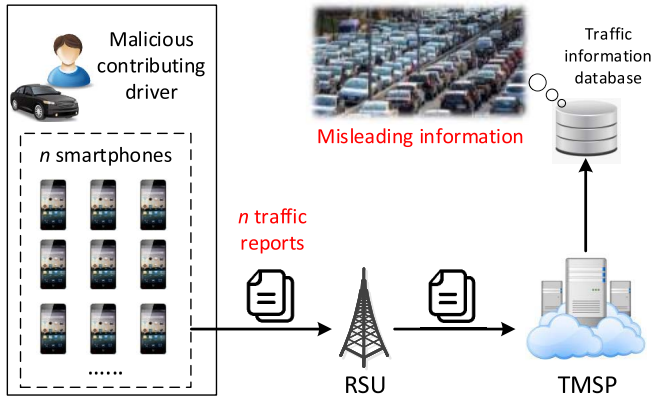 Malicious
contributing
driver
n smartphones
......
n traffic
reports
RSU
TMSP
Misleading information
Traffic
information
database